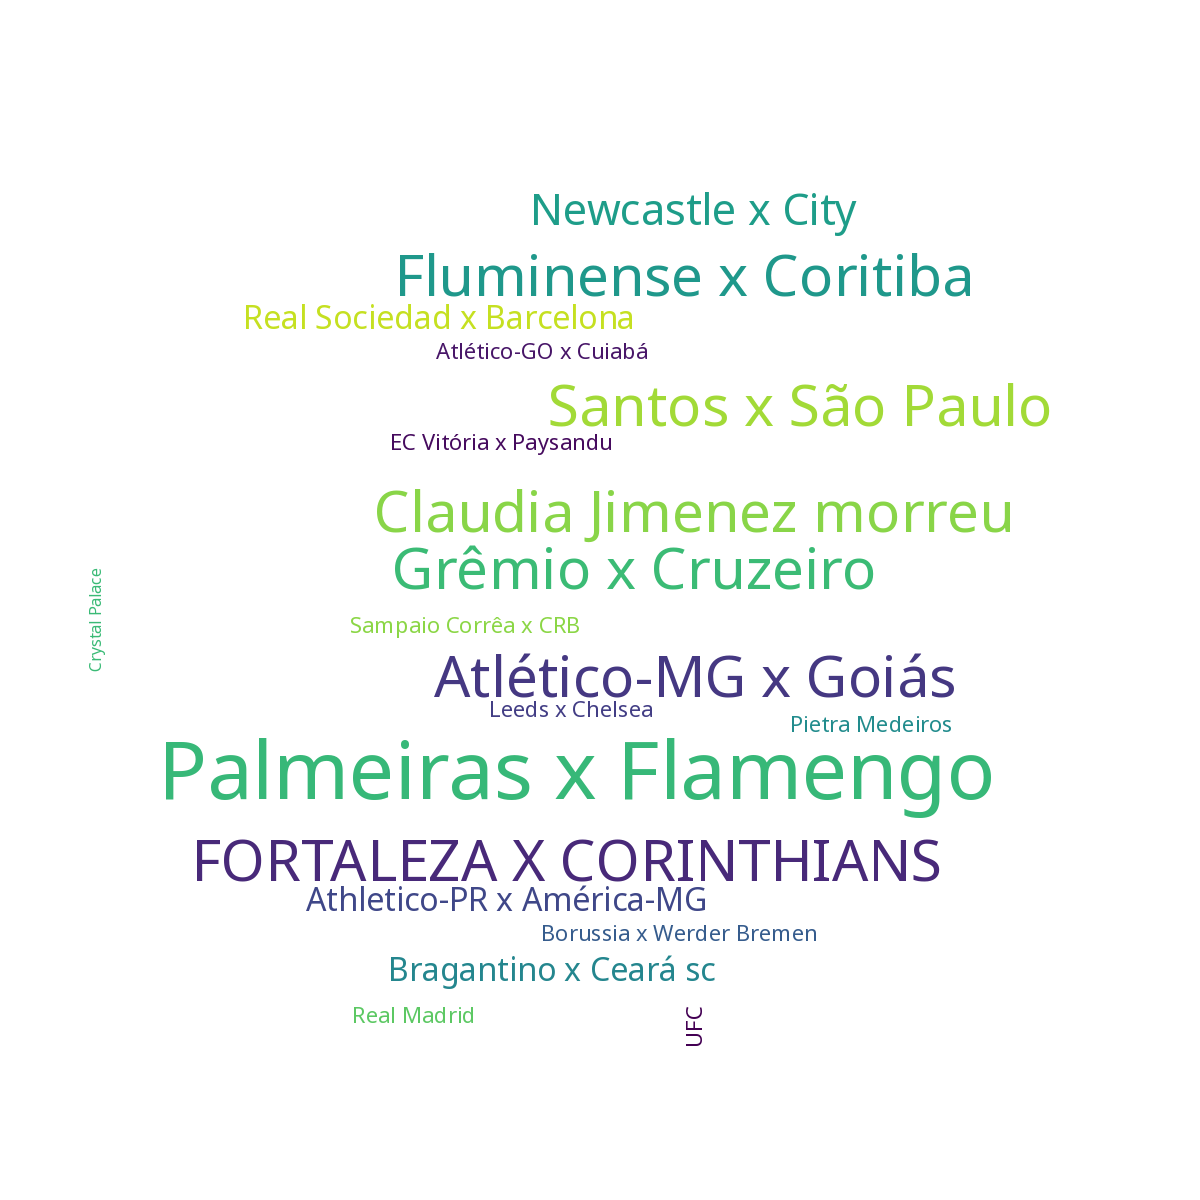 Newcastle x City
Fluminense x Coritiba
Real Sociedad x Barcelona
Atlético-GO x Cuiabá
Santos x São Paulo
EC Vitória x Paysandu
Claudia Jimenez morreu
Grêmio x Cruzeiro
Crystal Palace
Sampaio Corrêa x CRB
Atlético-MG x Goiás
Leeds x Chelsea
Pietra Medeiros
Palmeiras x Flamengo
FORTALEZA X CORINTHIANS
Athletico-PR x América-MG
Borussia x Werder Bremen
Bragantino x Ceará sc
Real Madrid
UFC